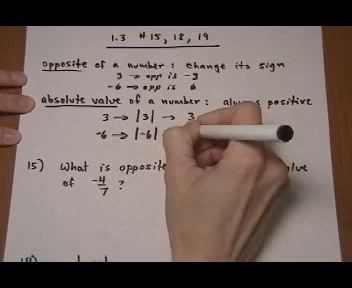 1.3 # 15, 18, 19
opposite of a number: change its sign
3 → opp is -3
-6 → opp is 6
absolute value of a number: always positive
3 → |3| → 3
-6 → |-6|
15) What is opposite
of -4/7 ?